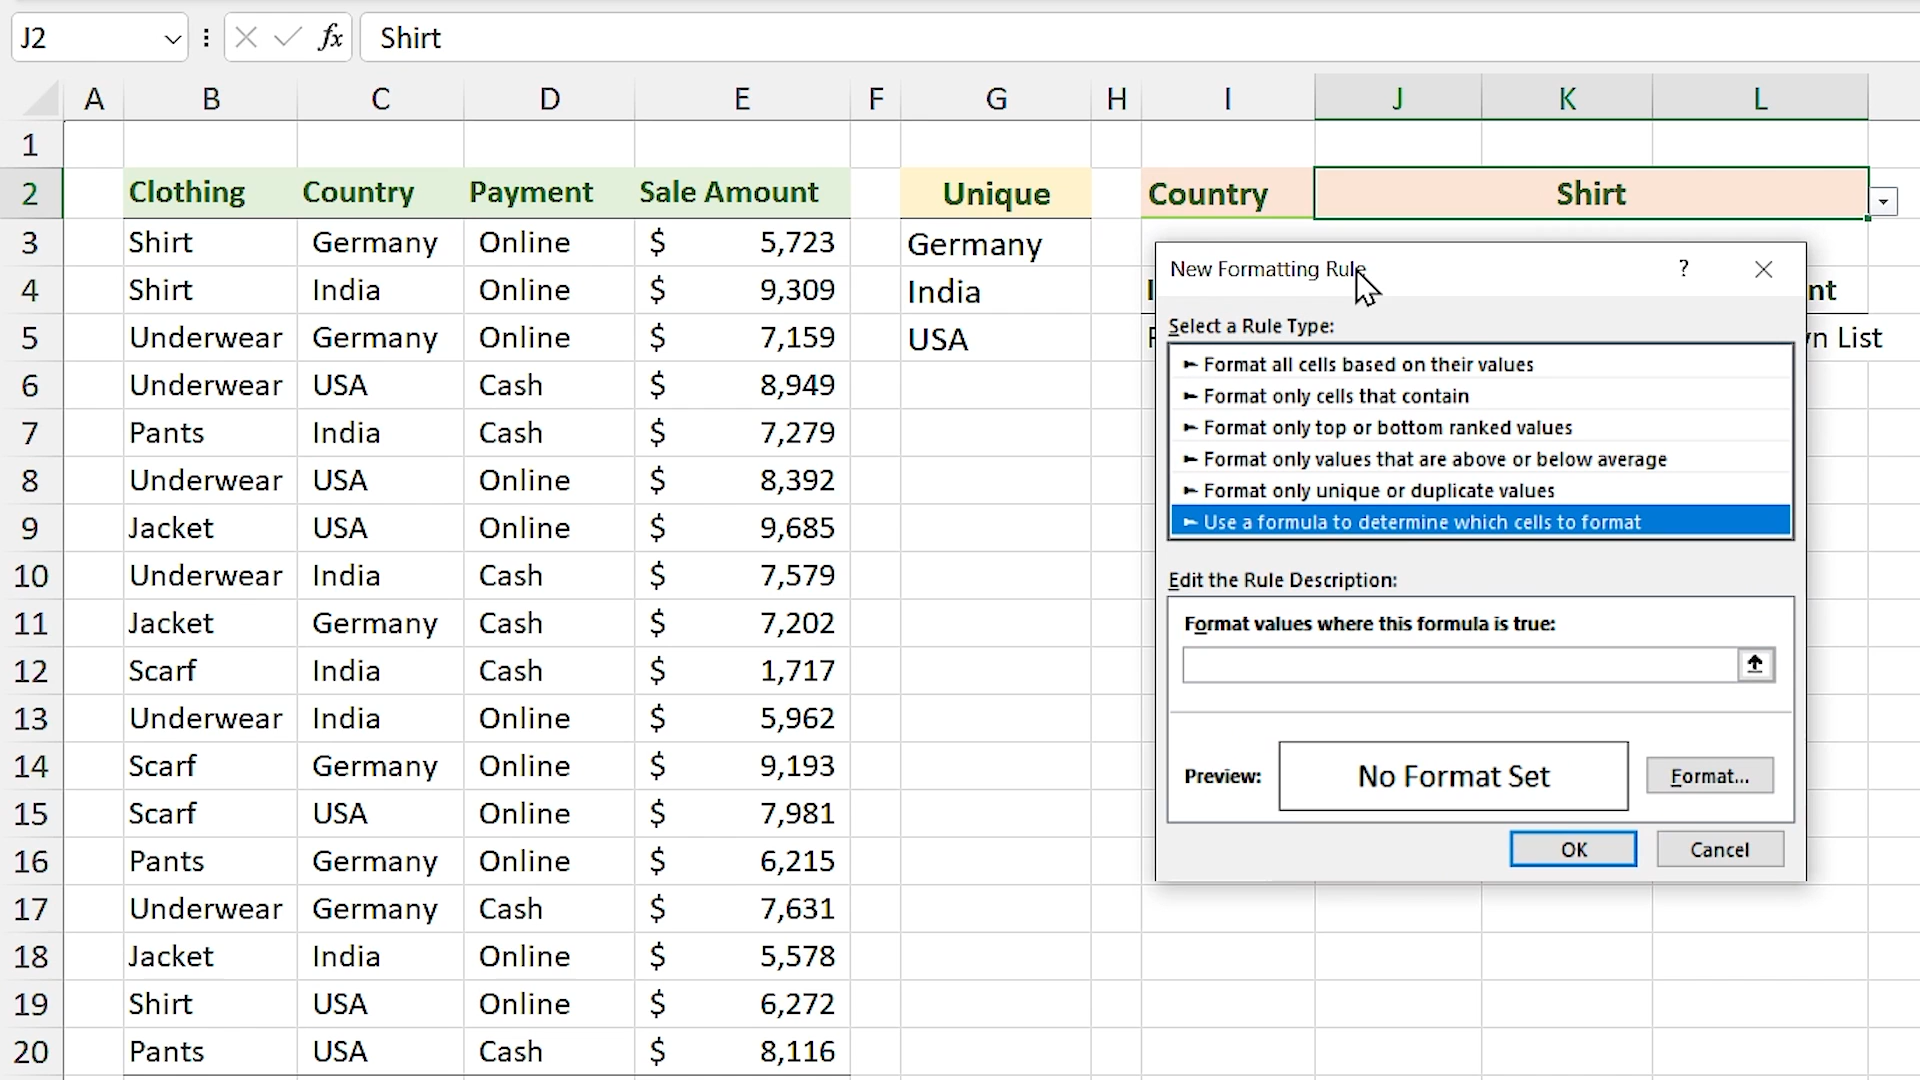 J2 fx Shirt
A B C D E F G H I J K L
1
2 Clothing Country Payment Sale Amount Unique Country Shirt
3 Shirt Germany Online $ 5,723 Germany
4 Shirt India Online $ 9,309 India nt
5 Underwear Germany Online $ 7,159 USA n List
6 Underwear USA Cash $ 8,949
7 Pants India Cash $ 7,279
8 Underwear USA Online $ 8,392
9 Jacket USA Online $ 9,685
10 Underwear India Cash $ 7,579
11 Jacket Germany Cash $ 7,202
12 Scarf India Cash $ 1,717
13 Underwear India Online $ 5,962
14 Scarf Germany Online $ 9,193
15 Scarf USA Online $ 7,981
16 Pants Germany Online $ 6,215
17 Underwear Germany Cash $ 7,631
18 Jacket India Online $ 5,578
19 Shirt USA Online $ 6,272
20 Pants USA Cash $ 8,116
New Formatting Rule ?
Select a Rule Type:
► Format all cells based on their values
► Format only cells that contain
► Format only top or bottom ranked values
► Format only values that are above or below average
► Format only unique or duplicate values
► Use a formula to determine which cells to format
Edit the Rule Description:
Format values where this formula is true:
Preview: No Format Set Format...
OK Cancel